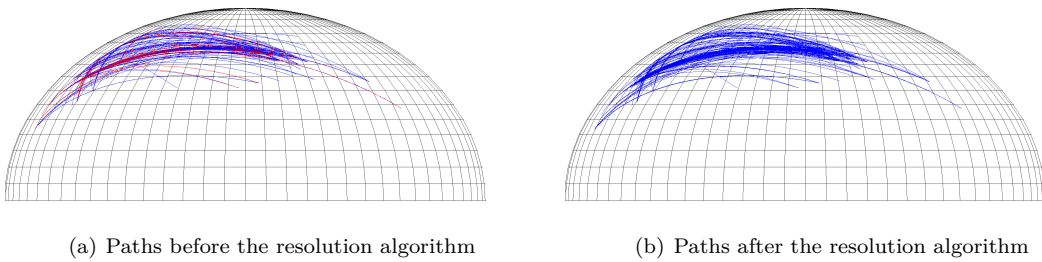 (a) Paths before the resolution algorithm
(b) Paths after the resolution algorithm